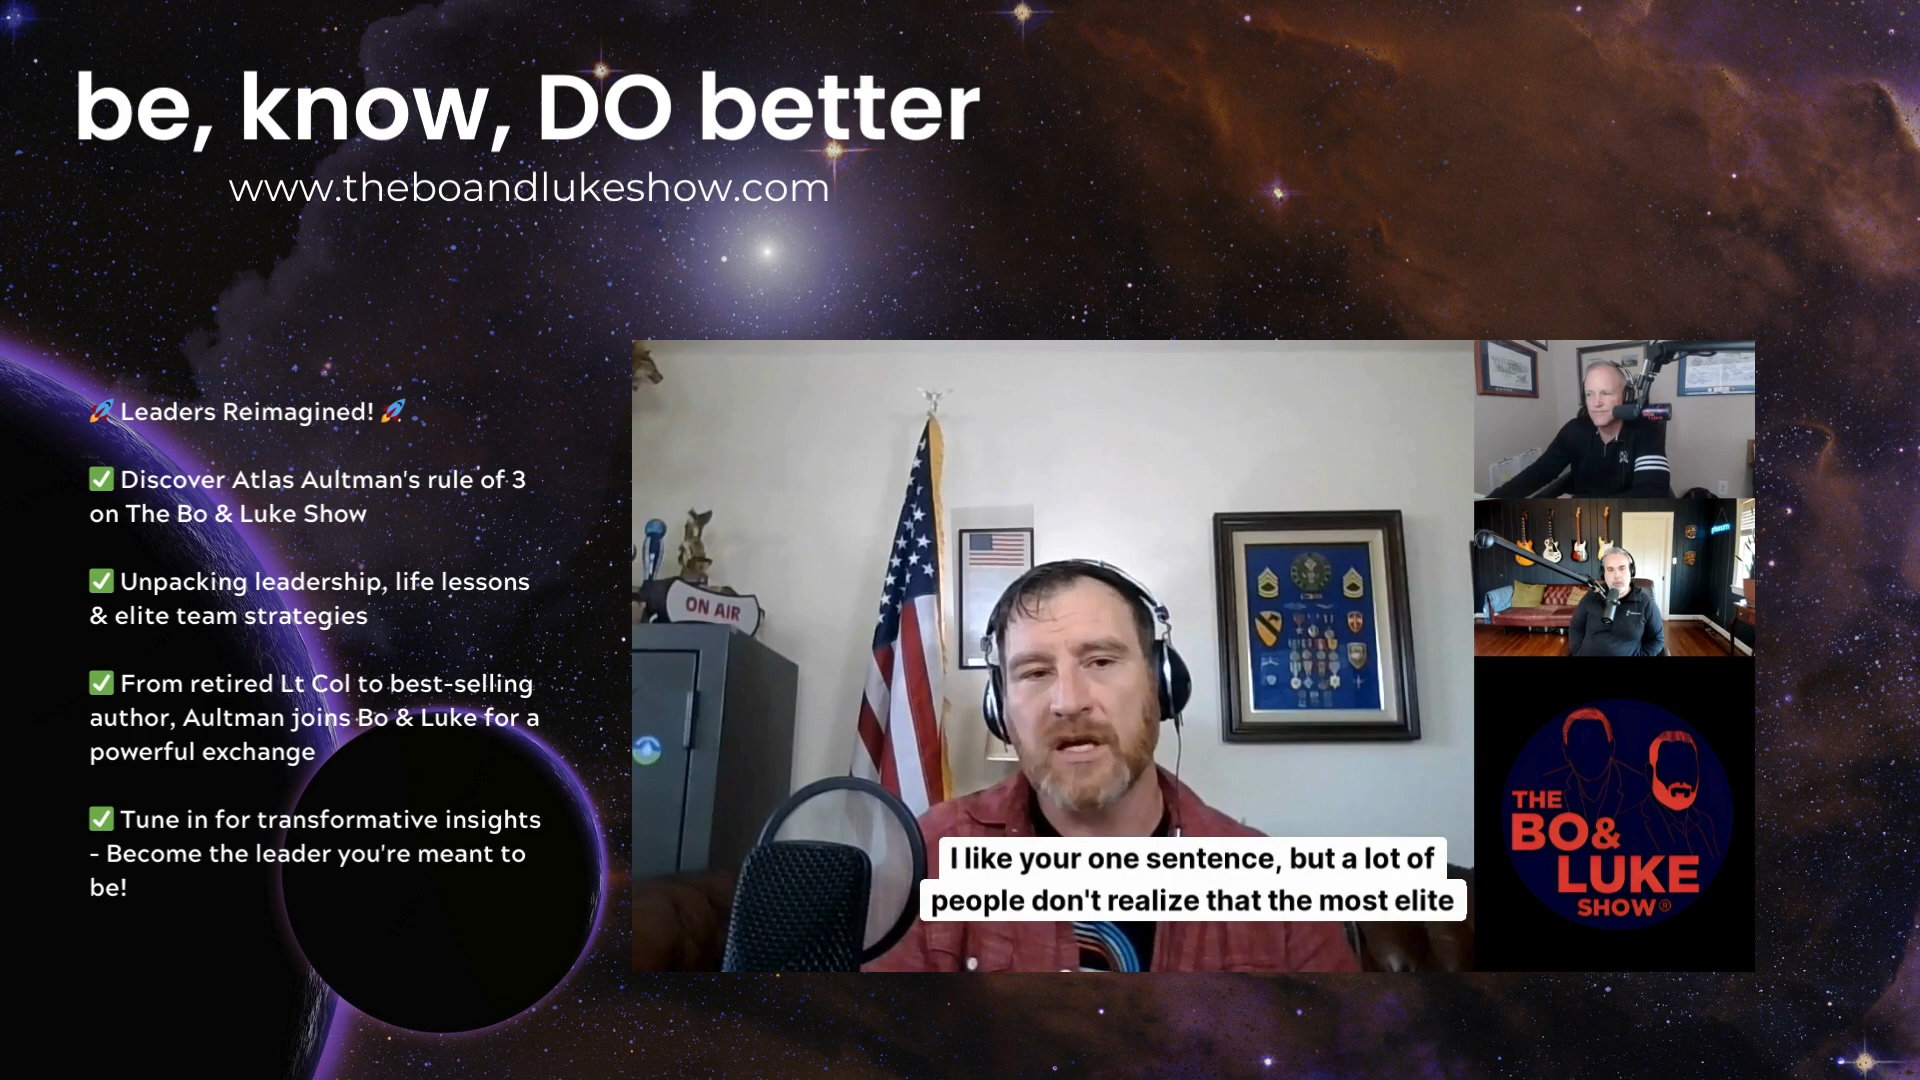 be, know, DO better
www.theboandlukeshow.com
🚀 Leaders Reimagined! 🚀
✅ Discover Atlas Aultman's rule of 3
on The Bo & Luke Show
✅ Unpacking leadership, life lessons
& elite team strategies
✅ From retired Lt Col to best-selling
author, Aultman joins Bo & Luke for a
powerful exchange
✅ Tune in for transformative insights
- Become the leader you're meant to
be!
ON AIR
I like your one sentence, but a lot of
people don't realize that the most elite
THE
BO &
LUKE
SHOW®